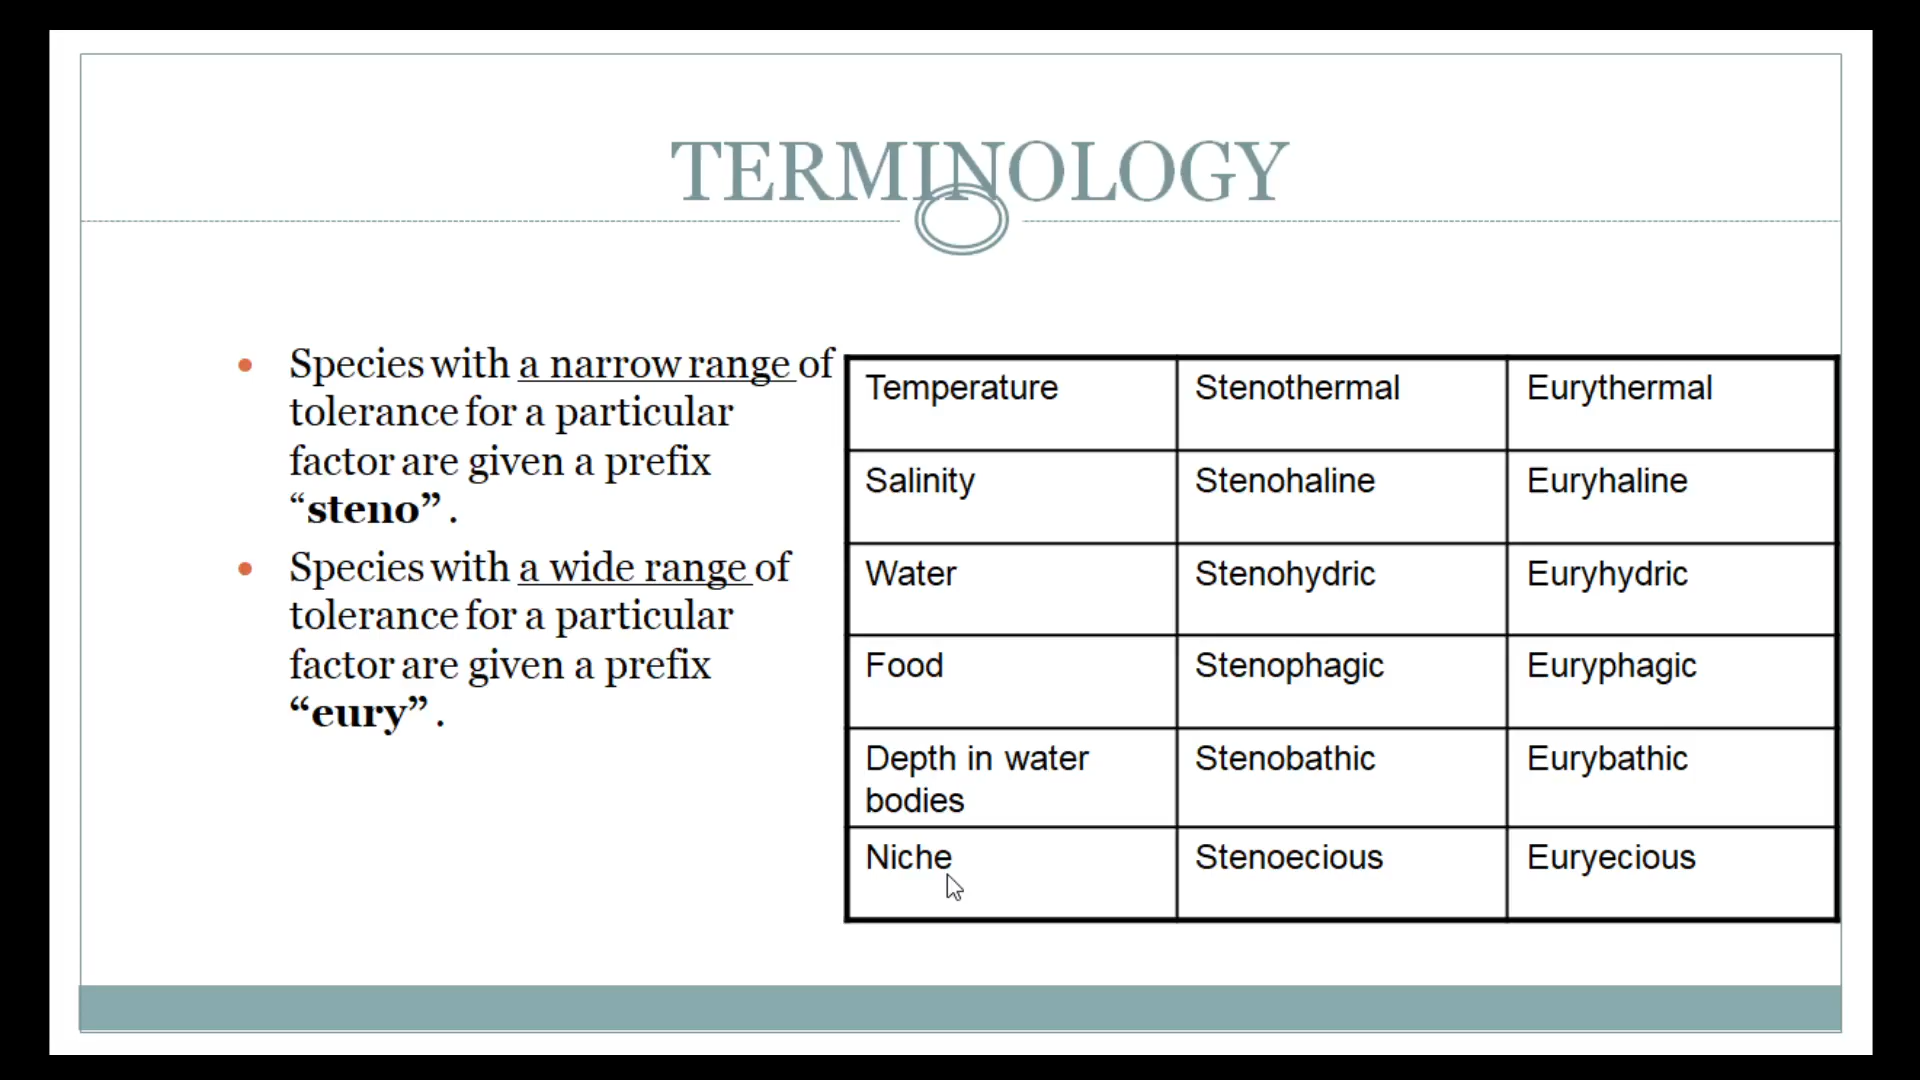 TERMINOLOGY
Species with a narrow range of
tolerance for a particular
factor are given a prefix
“steno” .
Species with a wide range of
tolerance for a particular
factor are given a prefix
“eury” .
Temperature Stenothermal Eurythermal
Salinity Stenohaline Euryhaline
Water Stenohydric Euryhydric
Food Stenophagic Euryphagic
Depth in water Stenobathic Eurybathic
bodies
Niche Stenoecious Euryecious